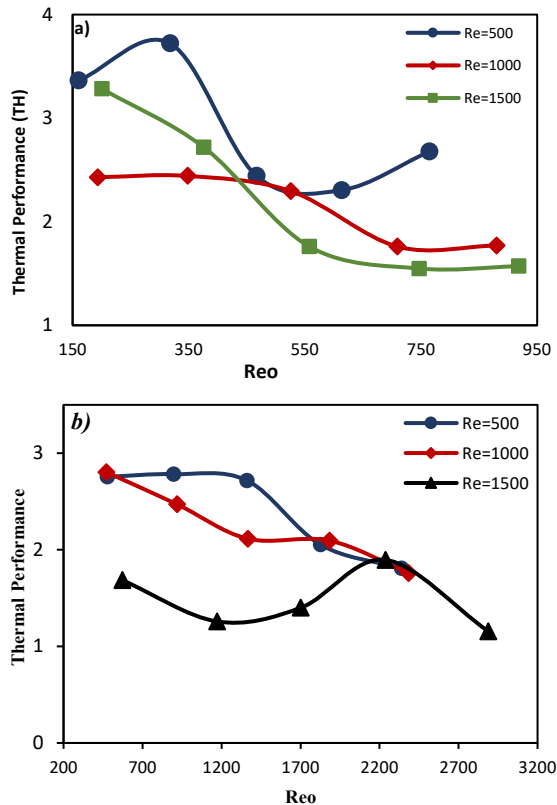 a)
Re=500
Re=1000
Re=1500
Thermal Performance (TH)
4
3
2
1
150 350 550 750 950
Reo
b)
Re=500
Re=1000
Re=1500
Thermal Performance
3
2
1
0
200 700 1200 1700 2200 2700 3200
Reo